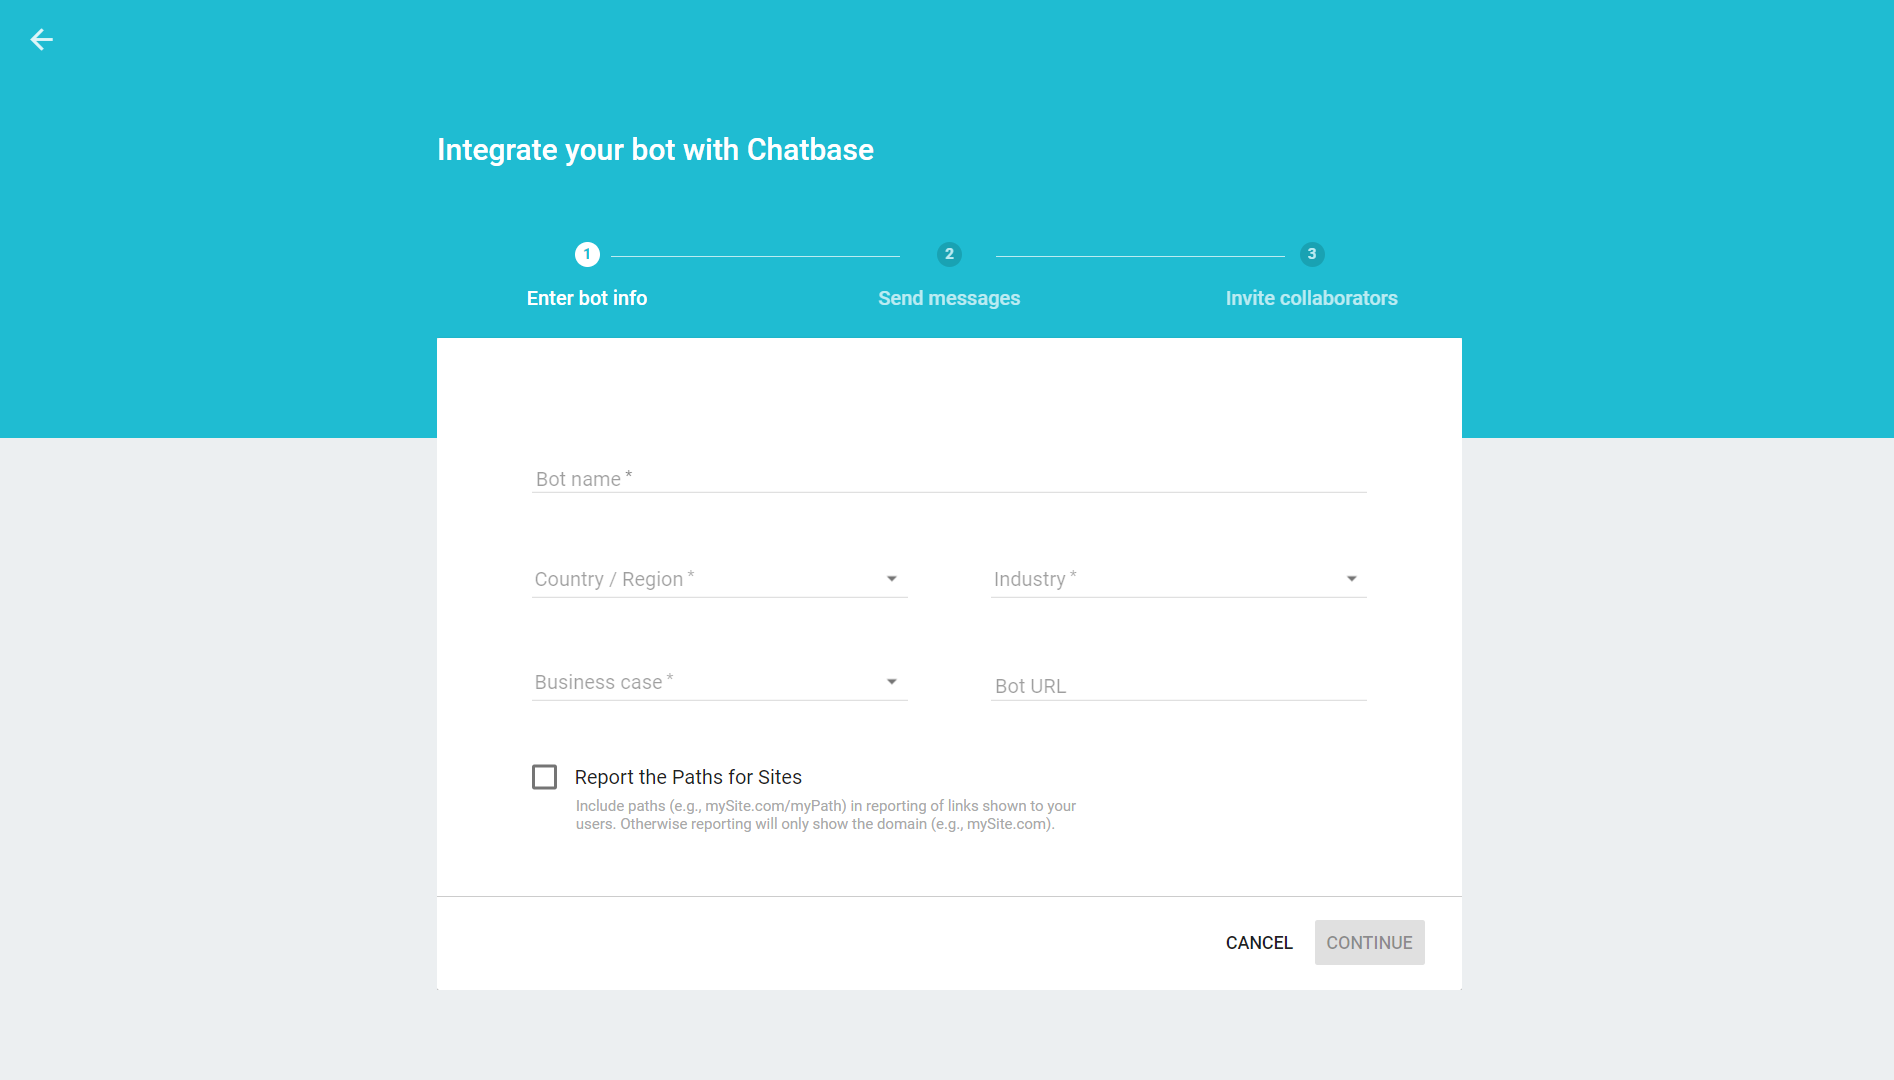 Integrate your bot with Chatbase
1
2
3
Enter bot info
Send messages
Invite collaborators
Bot name *
Country / Region *
Industry *
Business case *
Bot URL
Report the Paths for Sites
Include paths (e.g., mySite.com/myPath) in reporting of links shown to your
users. Otherwise reporting will only show the domain (e.g., mySite.com).
CANCEL
CONTINUE